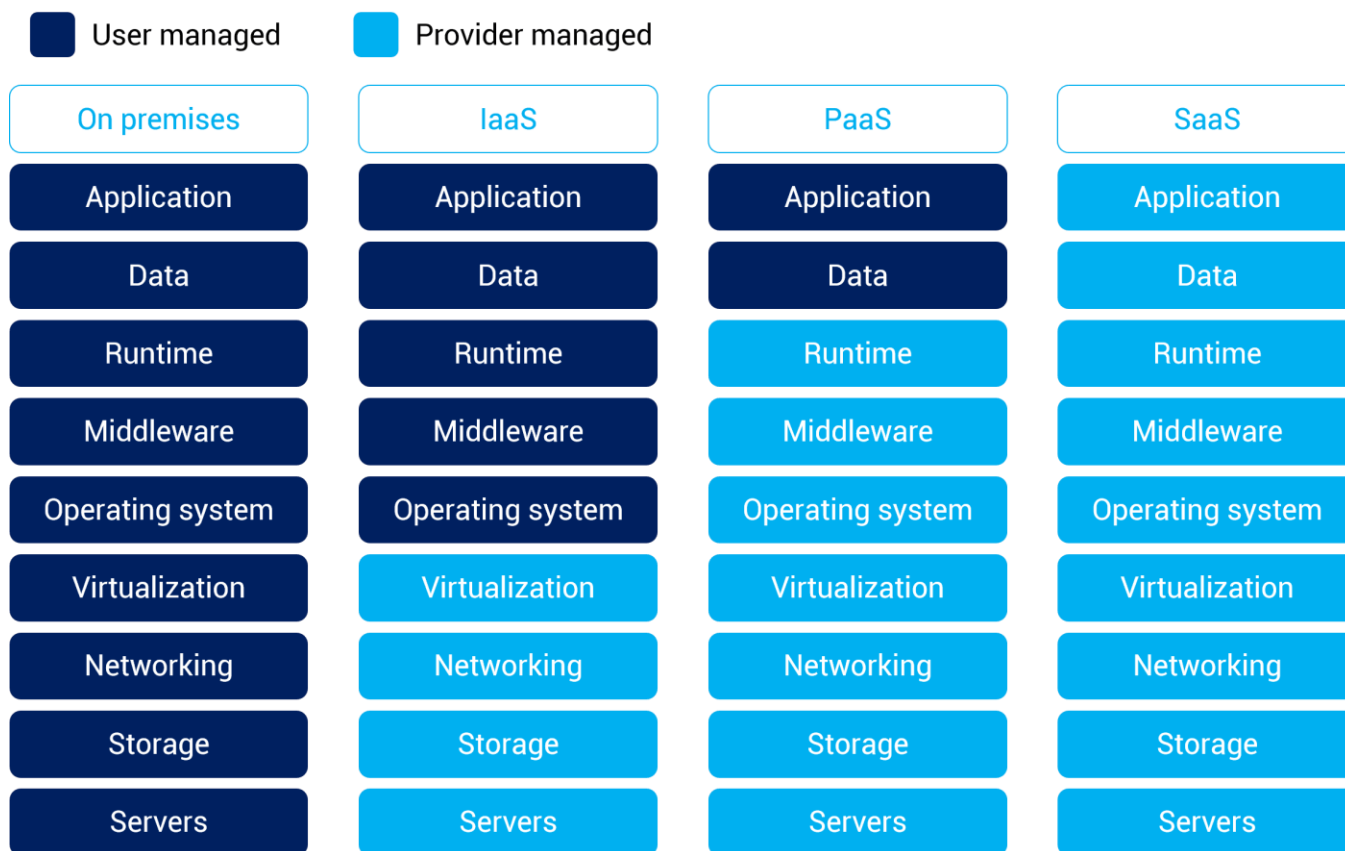 User managed Provider managed
On premises IaaS PaaS SaaS
Application Application Application Application
Data Data Data Data
Runtime Runtime Runtime Runtime
Middleware Middleware Middleware Middleware
Operating system Operating system Operating system Operating system
Virtualization Virtualization Virtualization Virtualization
Networking Networking Networking Networking
Storage Storage Storage Storage
Servers Servers Servers Servers